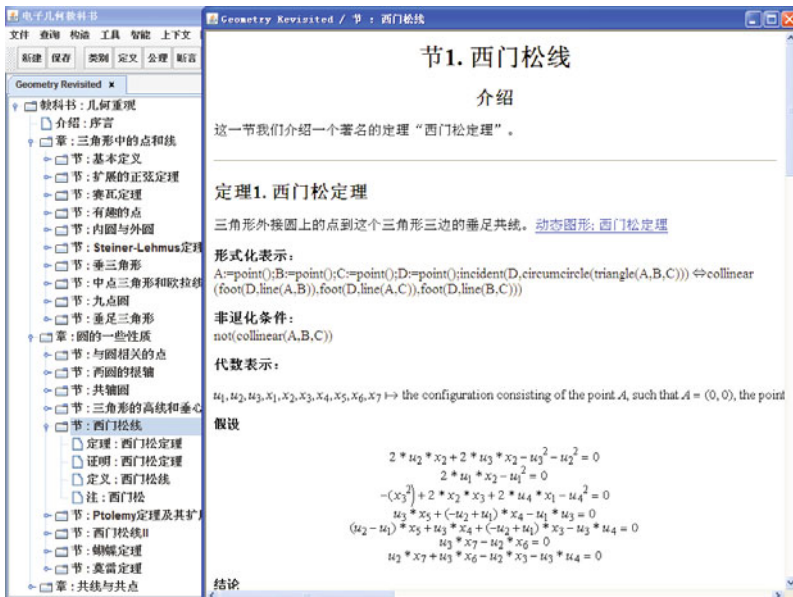 电子几何教科书
文件 查询 构造 工具 智能 上下文
新建 保存 类别 定义 公理 断言
Geometry Revisited x
教科书：几何重现
介绍：序言
章：三角形中的点和线
节：基本定义
节：扩展的正弦定理
节：赛瓦定理
节：有趣的点
节：内圆与外圆
节：Steiner-Lehmus定理
节：垂三角形
节：中点三角形和欧拉线
节：九点圆
节：垂足三角形
章：圆的一些性质
节：与圆相关的点
节：两圆的根轴
节：共轴圆
节：三角形的高线和垂心
节：西门松线
定理：西门松定理
证明：西门松定理
定义：西门松线
注：西门松
节：Ptolemy定理及其扩
节：西门松线II
节：蝴蝶定理
节：莫雷定理
章：共线与共点
Geometry Revisited / 节 : 西门松线
节1. 西门松线
介绍
这一节我们介绍一个著名的定理“西门松定理”。
定理1. 西门松定理
三角形外接圆上的点到这个三角形三边的垂足共线。动态图形: 西门松定理
形式化表示：
A:=point();B:=point();C:=point();D:=point();incident(D,circumcircle(triangle(A,B,C))) ⇔collinear
(foot(D,line(A,B)),foot(D,line(A,C)),foot(D,line(B,C)))
非退化条件：
not(collinear(A,B,C))
代数表示：
u₁, u₂, u₃, x₁, x₂, x₃, x₄, x₅, x₆, x₇ ↦ the configuration consisting of the point A, such that A = (0, 0), the point
假设
2 * u₂ * x₂ + 2 * u₃ * x₂ − u₃² − u₂² = 0
2 * u₁ * x₂ − u₁² = 0
−(x₃²) + 2 * x₂ * x₃ + 2 * u₄ * x₁ − u₄² = 0
u₃ * x₅ + (−u₂ + u₁) * x₄ − u₁ * u₃ = 0
(u₂ − u₁) * x₅ + u₃ * x₄ + (−u₂ + u₁) * x₃ − u₃ * u₄ = 0
u₃ * x₇ − u₂ * x₆ = 0
u₂ * x₇ + u₃ * x₆ − u₂ * x₃ − u₃ * u₄ = 0
结论